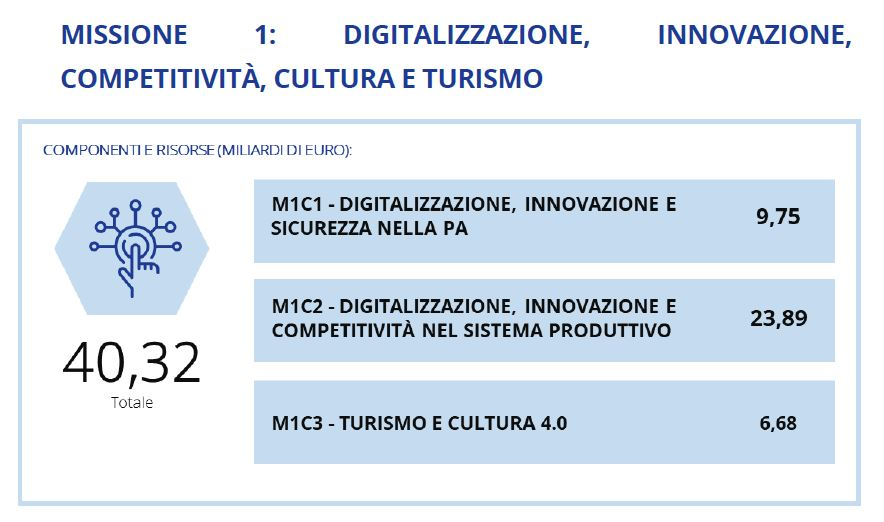 MISSIONE 1: DIGITALIZZAZIONE, INNOVAZIONE,
COMPETITIVITÀ, CULTURA E TURISMO
COMPONENTI E RISORSE (MILIARDI DI EURO):
M1C1 - DIGITALIZZAZIONE, INNOVAZIONE E
SICUREZZA NELLA PA
9,75
M1C2 - DIGITALIZZAZIONE, INNOVAZIONE E
COMPETITIVITÀ NEL SISTEMA PRODUTTIVO
23,89
40,32
Totale
M1C3 - TURISMO E CULTURA 4.0
6,68